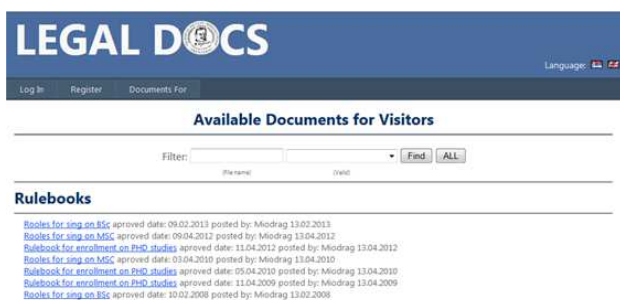 LEGAL DOCS
Language:
Log In Register Documents For
Available Documents for Visitors
Filter: Find ALL
(File name) (Valid)
Rulebooks
Rooles for sing on BSc aproved date: 09.02.2013 posted by: Miodrag 13.02.2013
Rooles for sing on MSC aproved date: 09.04.2012 posted by: Miodrag 13.04.2012
Rulebook for enrollment on PHD studies aproved date: 11.04.2012 posted by: Miodrag 13.04.2012
Rooles for sing on MSC aproved date: 03.04.2010 posted by: Miodrag 13.04.2010
Rulebook for enrollment on PHD studies aproved date: 05.04.2010 posted by: Miodrag 13.04.2010
Rulebook for enrollment on PHD studies aproved date: 11.04.2009 posted by: Miodrag 13.04.2009
Rooles for sing on BSc aproved date: 10.02.2008 posted by: Miodrag 13.02.2008